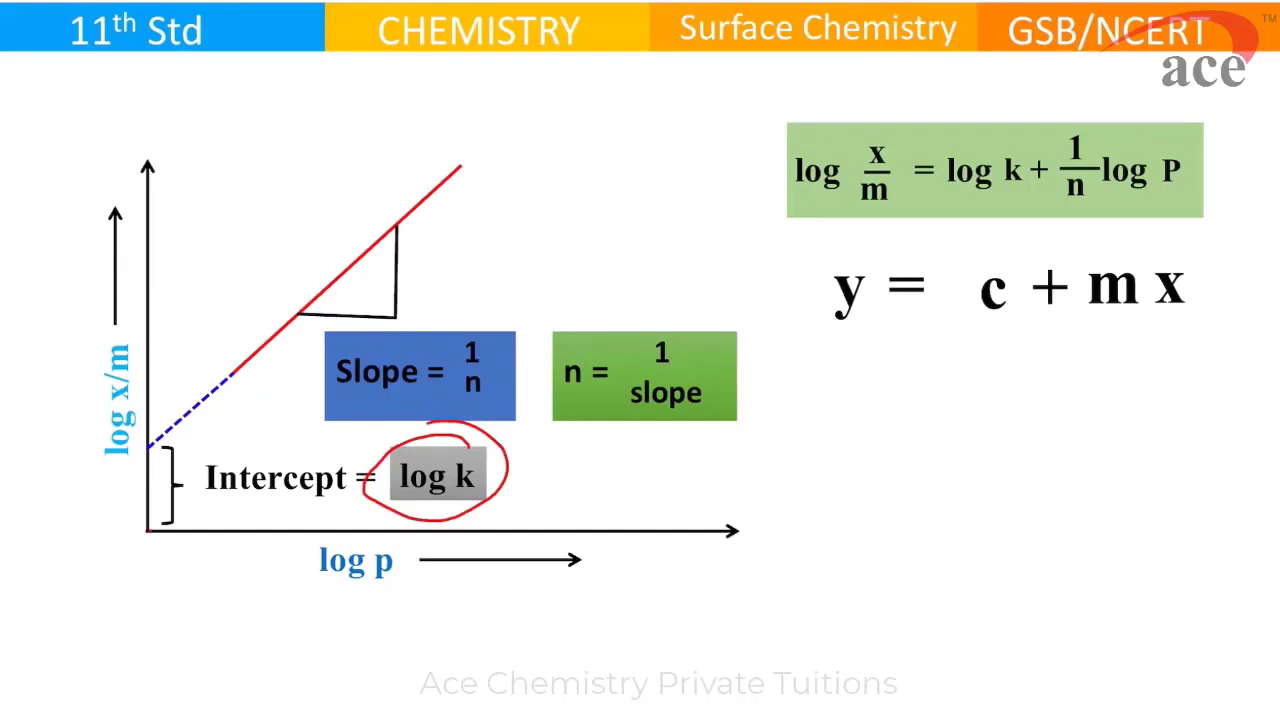 11th Std
CHEMISTRY
Surface Chemistry
GSB/NCERT
TM
ace
log x/m = log k + 1/n log P
y = c + m x
log x/m
Slope = 1/n
n = 1/slope
Intercept = log k
log p
Ace Chemistry Private Tuitions